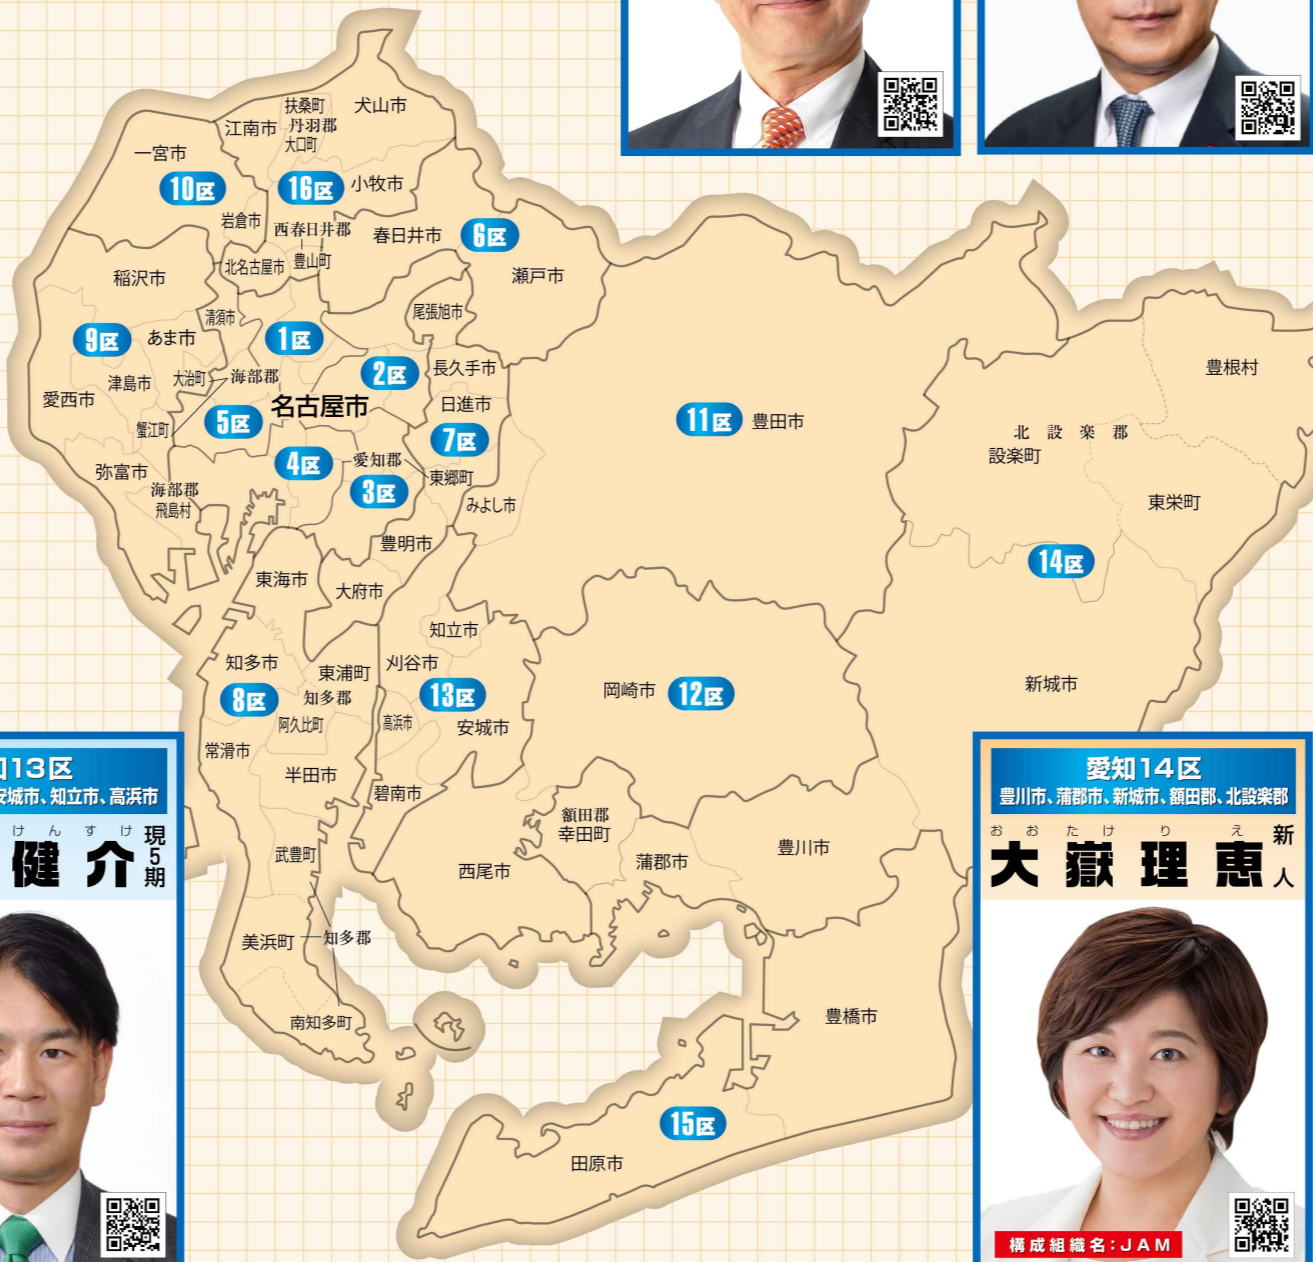 扶桑町
犬山市
江南市
丹羽郡
大口町
一宮市
10区
16区
小牧市
岩倉市
西春日井郡
春日井市
6区
北名古屋市
豊山町
稲沢市
瀬戸市
清須市
尾張旭市
9区
あま市
1区
2区
長久手市
津島市
大治町
海部郡
愛西市
名古屋市
日進市
蟹江町
5区
7区
4区
愛知郡
東郷町
3区
弥富市
海部郡
飛島村
みよし市
豊明市
11区
豊田市
豊根村
北設楽郡
設楽町
東栄町
14区
新城市
東海市
大府市
知立市
知多市
東浦町
刈谷市
8区
知多郡
13区
阿久比町
高浜市
安城市
常滑市
半田市
碧南市
岡崎市
12区
額田郡
幸田町
蒲郡市
豊川市
西尾市
武豊町
美浜町
知多郡
南知多町
豊橋市
15区
田原市
13区
安城市、知立市、高浜市
けんすけ
健介
現5期
愛知14区
豊川市、蒲郡市、新城市、額田郡、北設楽郡
おおたけりえ
大嶽理恵
新人
構成組織名:JAM